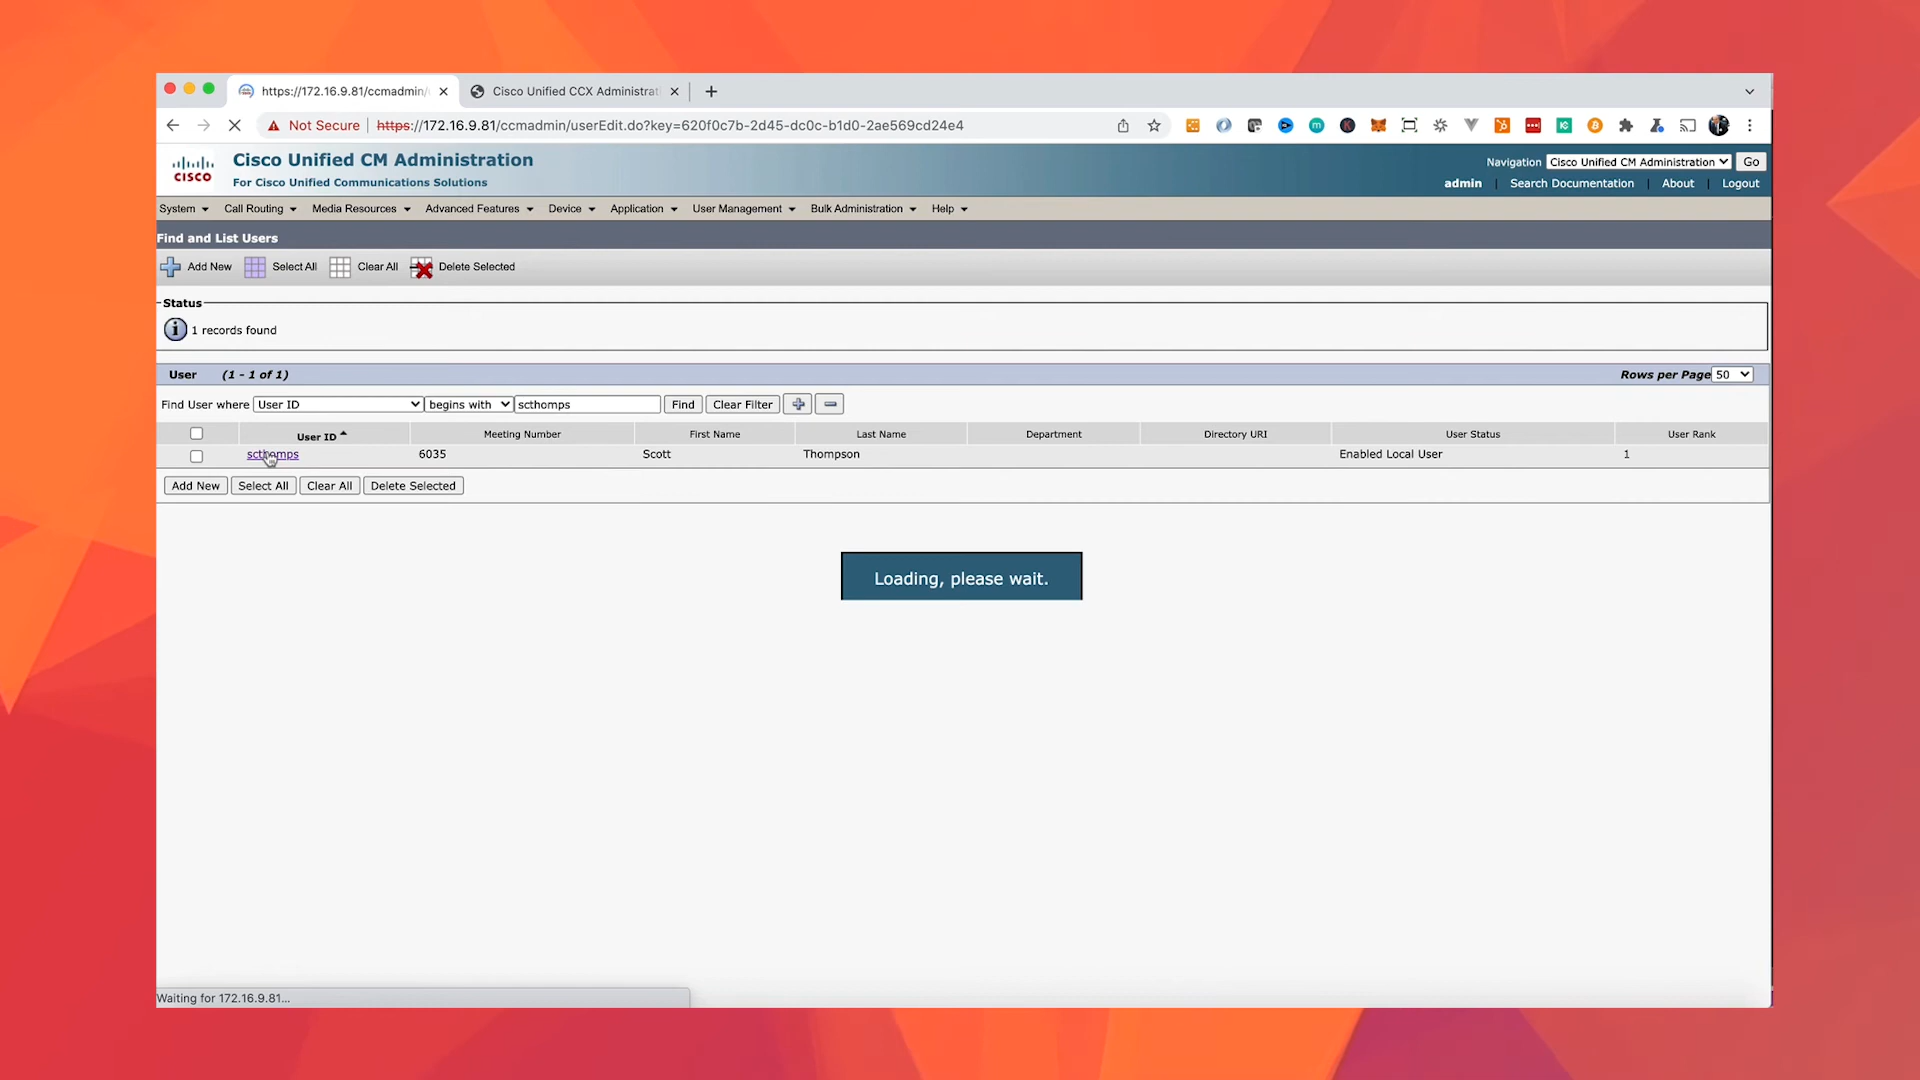 https://172.16.9.81/ccmadmin/
Cisco Unified CCX Administrat
Not Secure
https://172.16.9.81/ccmadmin/userEdit.do?key=620f0c7b-2d45-dc0c-b1d0-2ae569cd24e4
CISCO
Cisco Unified CM Administration
For Cisco Unified Communications Solutions
Navigation Cisco Unified CM Administration Go
admin | Search Documentation | About | Logout
System Call Routing Media Resources Advanced Features Device Application User Management Bulk Administration Help
Find and List Users
Add New Select All Clear All Delete Selected
Status
1 records found
User (1 - 1 of 1) Rows per Page 50
Find User where User ID begins with scthomps Find Clear Filter
User ID Meeting Number First Name Last Name Department Directory URI User Status User Rank
scthomps 6035 Scott Thompson Enabled Local User 1
Add New Select All Clear All Delete Selected
Loading, please wait.
Waiting for 172.16.9.81...